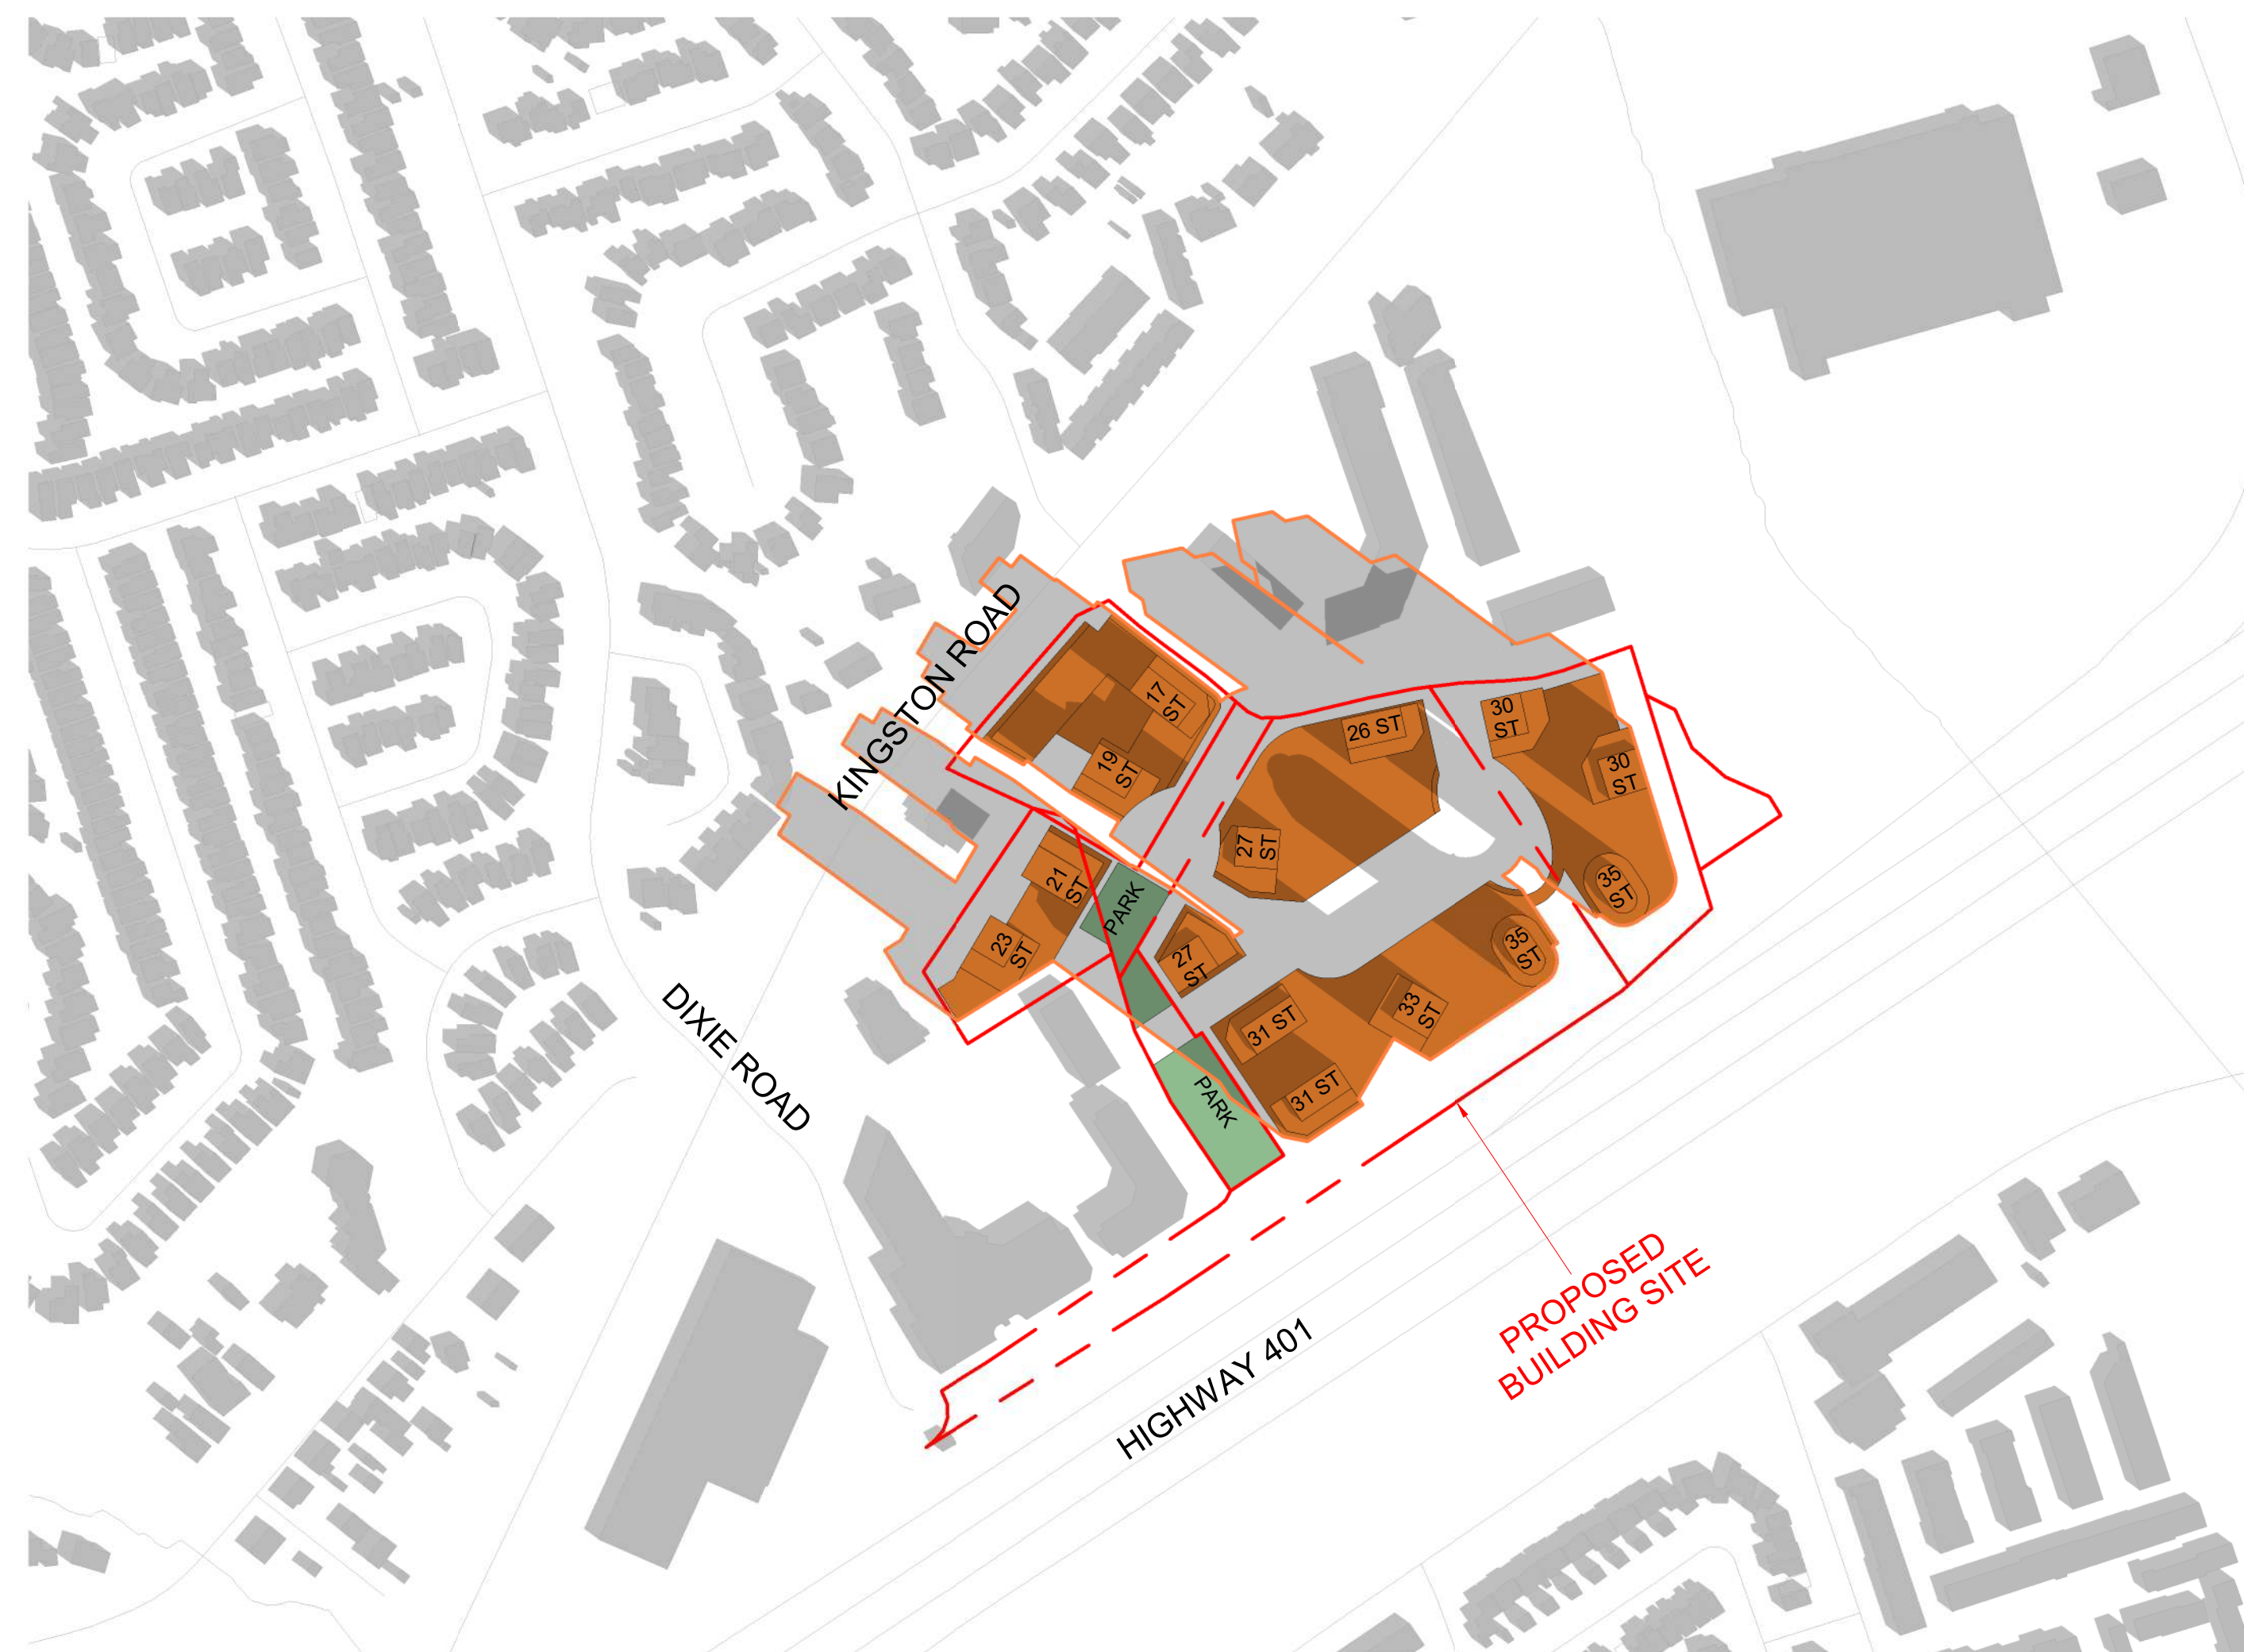 KINGSTON ROAD
17
ST
19
ST
26 ST
30
ST
30
ST
27
ST
21
ST
PARK
35
ST
23
ST
27
ST
35
ST
33
ST
31 ST
31 ST
PARK
DIXIE ROAD
PROPOSED
BUILDING SITE
HIGHWAY 401